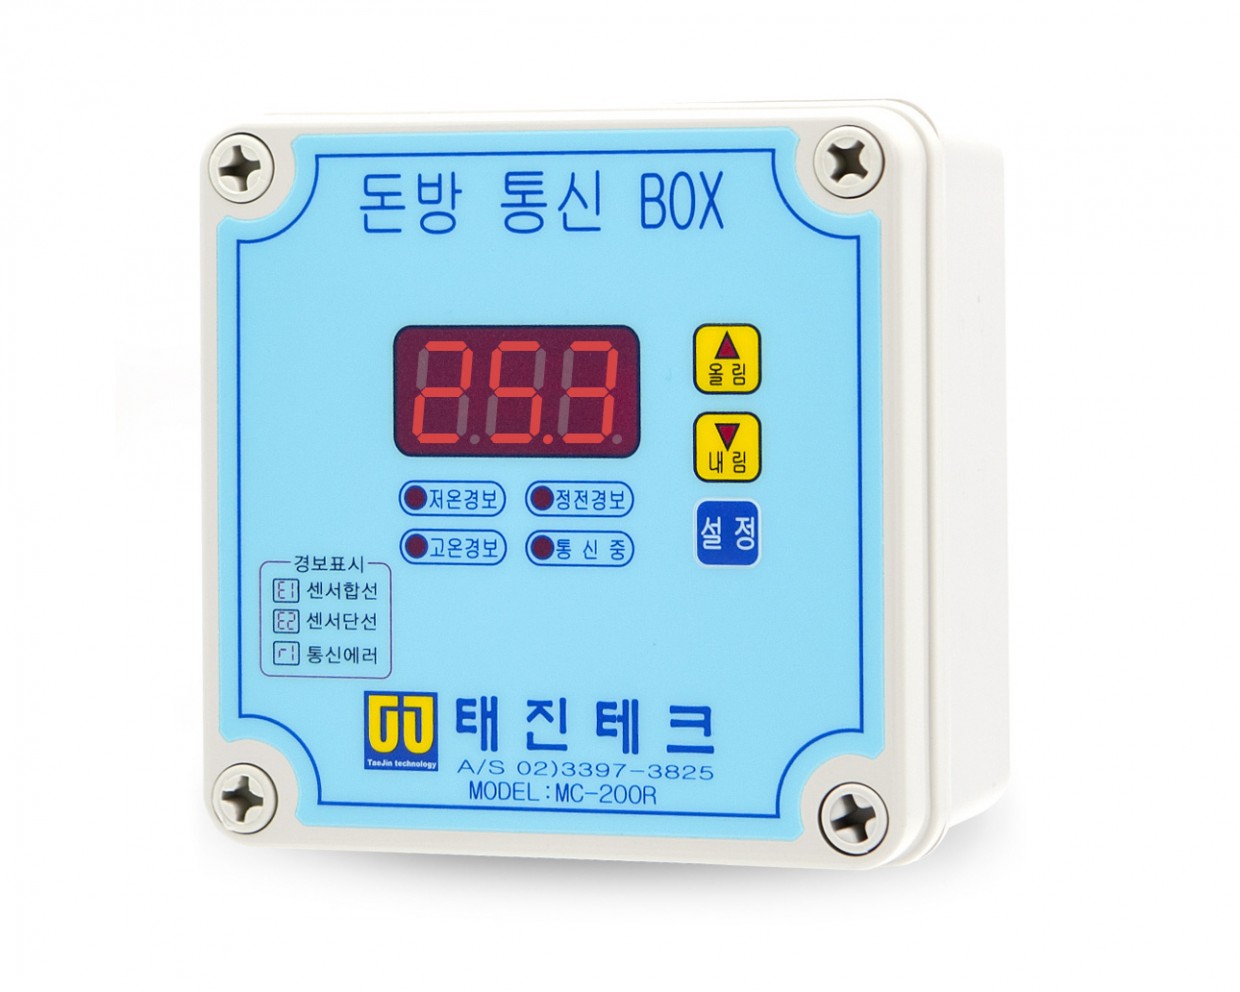 돈방 통신 BOX
25.3
올림
내림
설정
저온경보
정전경보
고온경보
통신중
경보표시
E1 센서합선
E2 센서단선
r1 통신에러
태진테크
TaeJin technology
A/S 02)3397-3825
MODEL:MC-200R